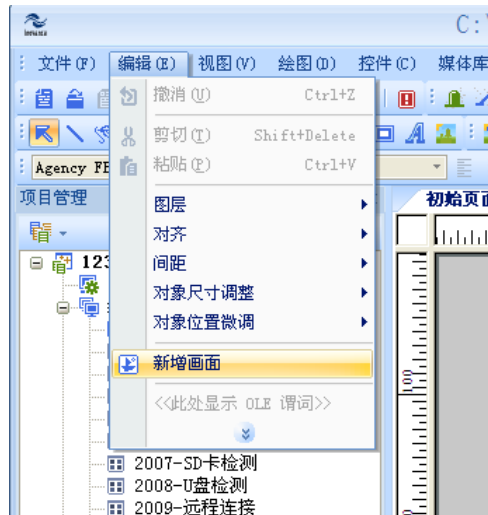 C:\
文件(F) 编辑(E) 视图(V) 绘图(D) 控件(C) 媒体库
撤消(U) Ctrl+Z
剪切(T) Shift+Delete
粘贴(P) Ctrl+V
Agency FE
项目管理
初始页面
图层
对齐
123
间距
对象尺寸调整
对象位置微调
新增画面
<<此处显示 OLE 谓词>>
2007-SD卡检测
2008-U盘检测
2009-远程连接